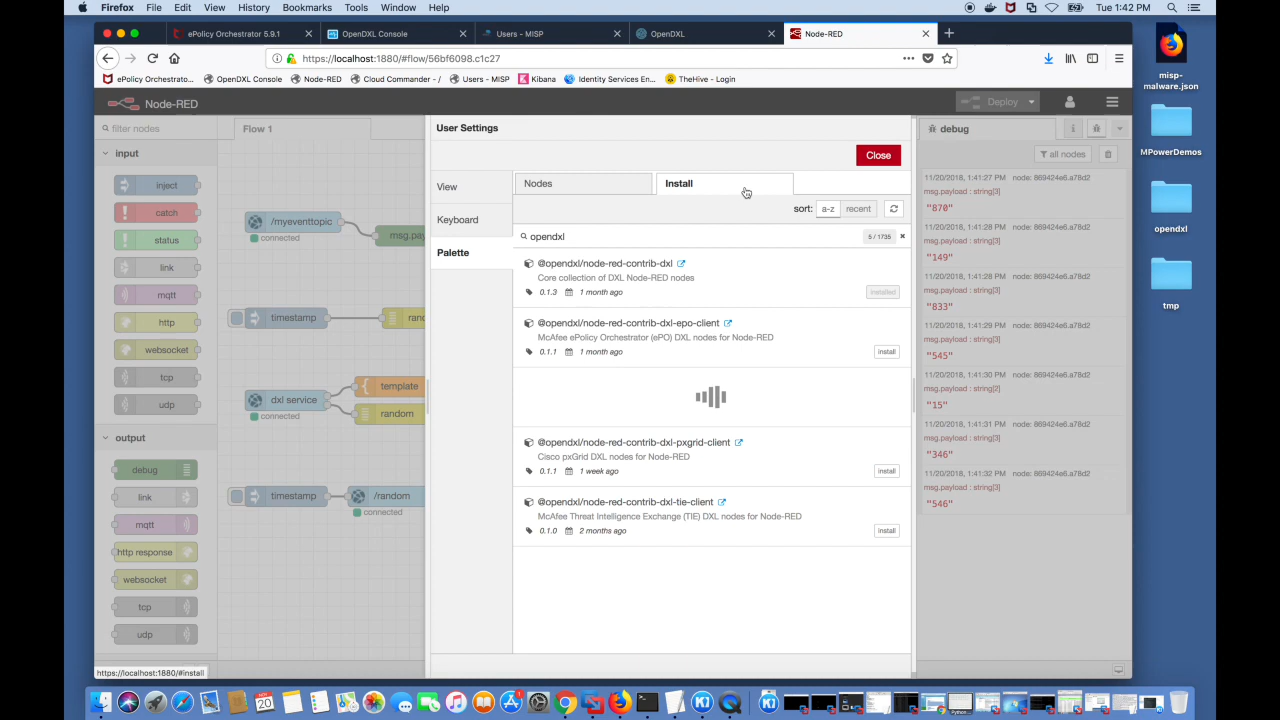 Firefox File Edit View History Bookmarks Tools Window Help
Tue 1:42 PM
ePolicy Orchestrator 5.9.1
OpenDXL Console
Users - MISP
OpenDXL
Node-RED
https://localhost:1880/#flow/56bf6098.c1c27
ePolicy Orchestrato...
OpenDXL Console
Node-RED
Cloud Commander - /
Users - MISP
Kibana
Identity Services En...
TheHive - Login
Node-RED
Deploy
filter nodes
input
inject
catch
status
link
mqtt
http
websocket
tcp
udp
output
debug
link
mqtt
http response
websocket
tcp
udp
https://localhost:1880/#install
Flow 1
/myeventtopic
connected
msg.pay
timestamp
dxl service
connected
template
random
timestamp
/random
connected
User Settings
Close
View
Keyboard
Palette
Nodes
Install
sort: a-z recent
opendxl
5 / 1735
@opendxl/node-red-contrib-dxl
Core collection of DXL Node-RED nodes
0.1.3 1 month ago
installed
@opendxl/node-red-contrib-dxl-epo-client
McAfee ePolicy Orchestrator (ePO) DXL nodes for Node-RED
0.1.1 1 month ago
install
@opendxl/node-red-contrib-dxl-pxgrid-client
Cisco pxGrid DXL nodes for Node-RED
0.1.1 1 week ago
install
@opendxl/node-red-contrib-dxl-tie-client
McAfee Threat Intelligence Exchange (TIE) DXL nodes for Node-RED
0.1.0 2 months ago
install
debug
all nodes
11/20/2018, 1:41:27 PM node: 869424e6.a78d2
msg.payload : string[3]
"870"
11/20/2018, 1:41:28 PM node: 869424e6.a78d2
msg.payload : string[3]
"149"
11/20/2018, 1:41:28 PM node: 869424e6.a78d2
msg.payload : string[3]
"833"
11/20/2018, 1:41:29 PM node: 869424e6.a78d2
msg.payload : string[3]
"545"
11/20/2018, 1:41:30 PM node: 869424e6.a78d2
msg.payload : string[2]
"15"
11/20/2018, 1:41:31 PM node: 869424e6.a78d2
msg.payload : string[3]
"346"
11/20/2018, 1:41:32 PM node: 869424e6.a78d2
msg.payload : string[3]
"546"
misp-
malware.json
MPowerDemos
opendxl
tmp